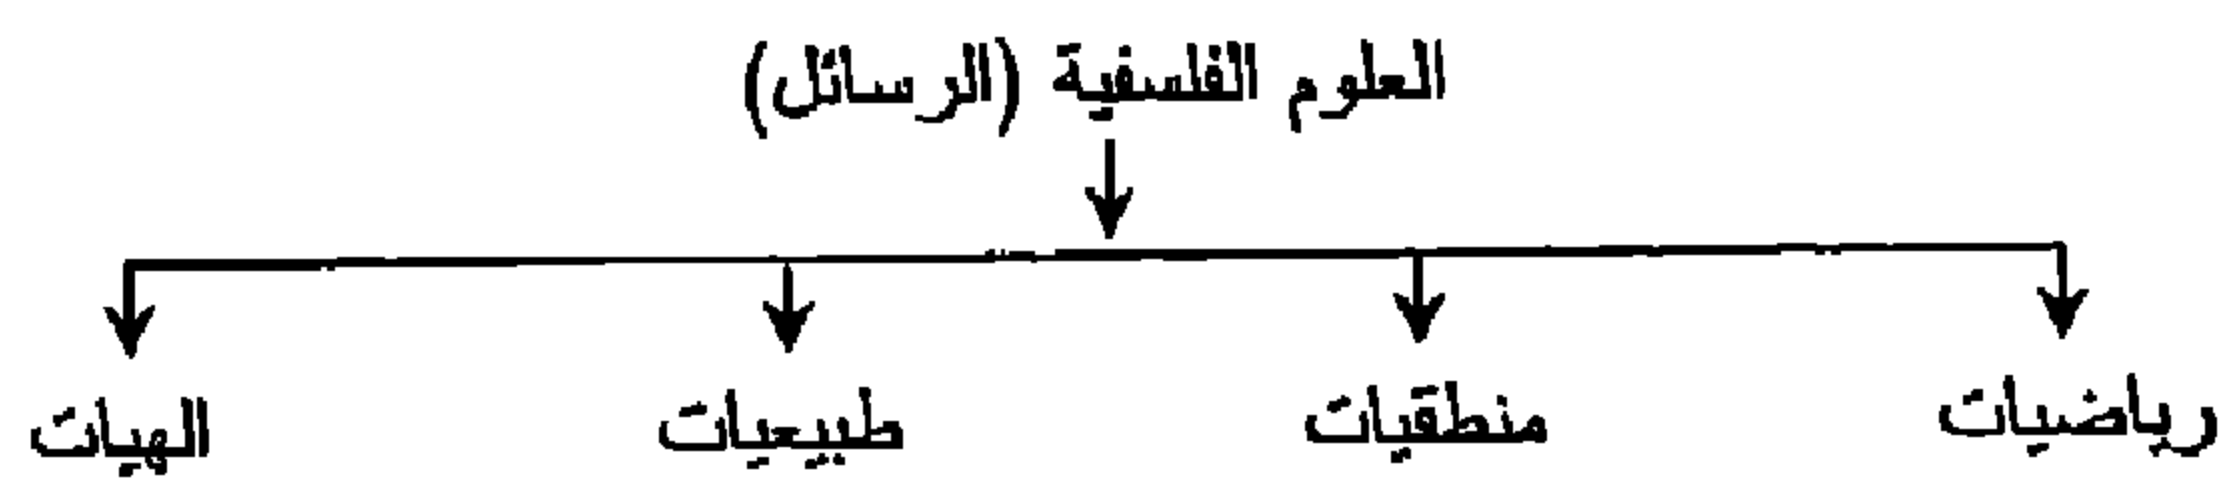 العلوم الفلسفية (الرسائل)
رياضيات منطقيات طبيعيات الهيات